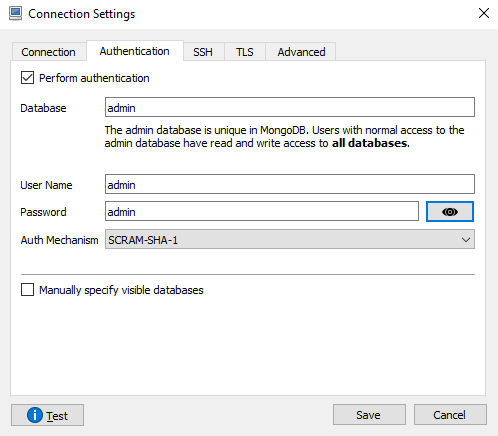 Connection Settings
Connection Authentication SSH TLS Advanced
Perform authentication
Database admin
The admin database is unique in MongoDB. Users with normal access to the
admin database have read and write access to all databases.
User Name admin
Password admin
Auth Mechanism SCRAM-SHA-1
Manually specify visible databases
Test Save Cancel